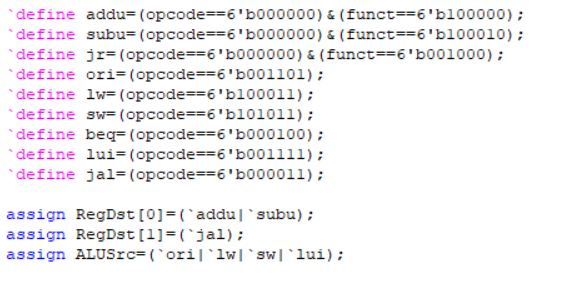 `define addu=(opcode==6'b000000)&(funct==6'b100000);
`define subu=(opcode==6'b000000)&(funct==6'b100010);
`define jr=(opcode==6'b000000)&(funct==6'b001000);
`define ori=(opcode==6'b001101);
`define lw=(opcode==6'b100011);
`define sw=(opcode==6'b101011);
`define beq=(opcode==6'b000100);
`define lui=(opcode==6'b001111);
`define jal=(opcode==6'b000011);
assign RegDst[0]=(`addu|`subu);
assign RegDst[1]=(`jal);
assign ALUSrc=(`ori|`lw|`sw|`lui);